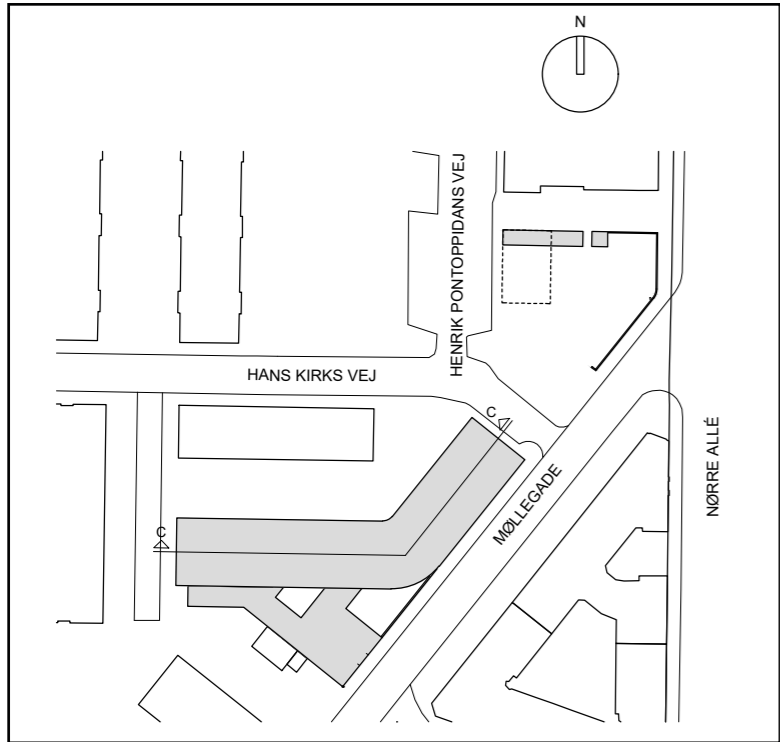 N
HENRIK PONTOPPIDANS VEJ
HANS KIRKS VEJ
C
MØLLEGADE
NØRRE ALLÉ
C